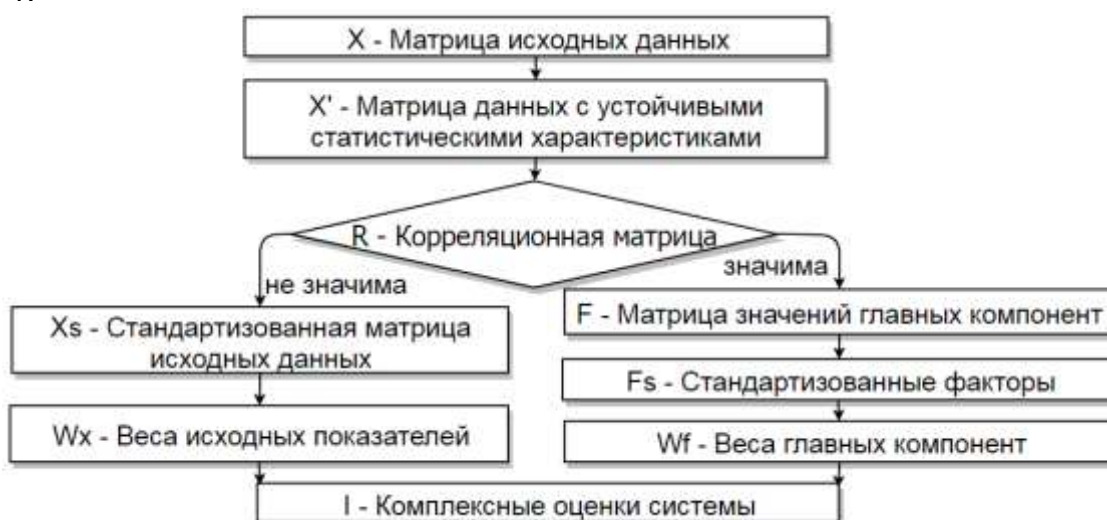 X - Матрица исходных данных
X' - Матрица данных с устойчивыми
статистическими характеристиками
R - Корреляционная матрица
не значима
значима
Xs - Стандартизованная матрица
исходных данных
Wx - Веса исходных показателей
F - Матрица значений главных компонент
Fs - Стандартизованные факторы
Wf - Веса главных компонент
I - Комплексные оценки системы